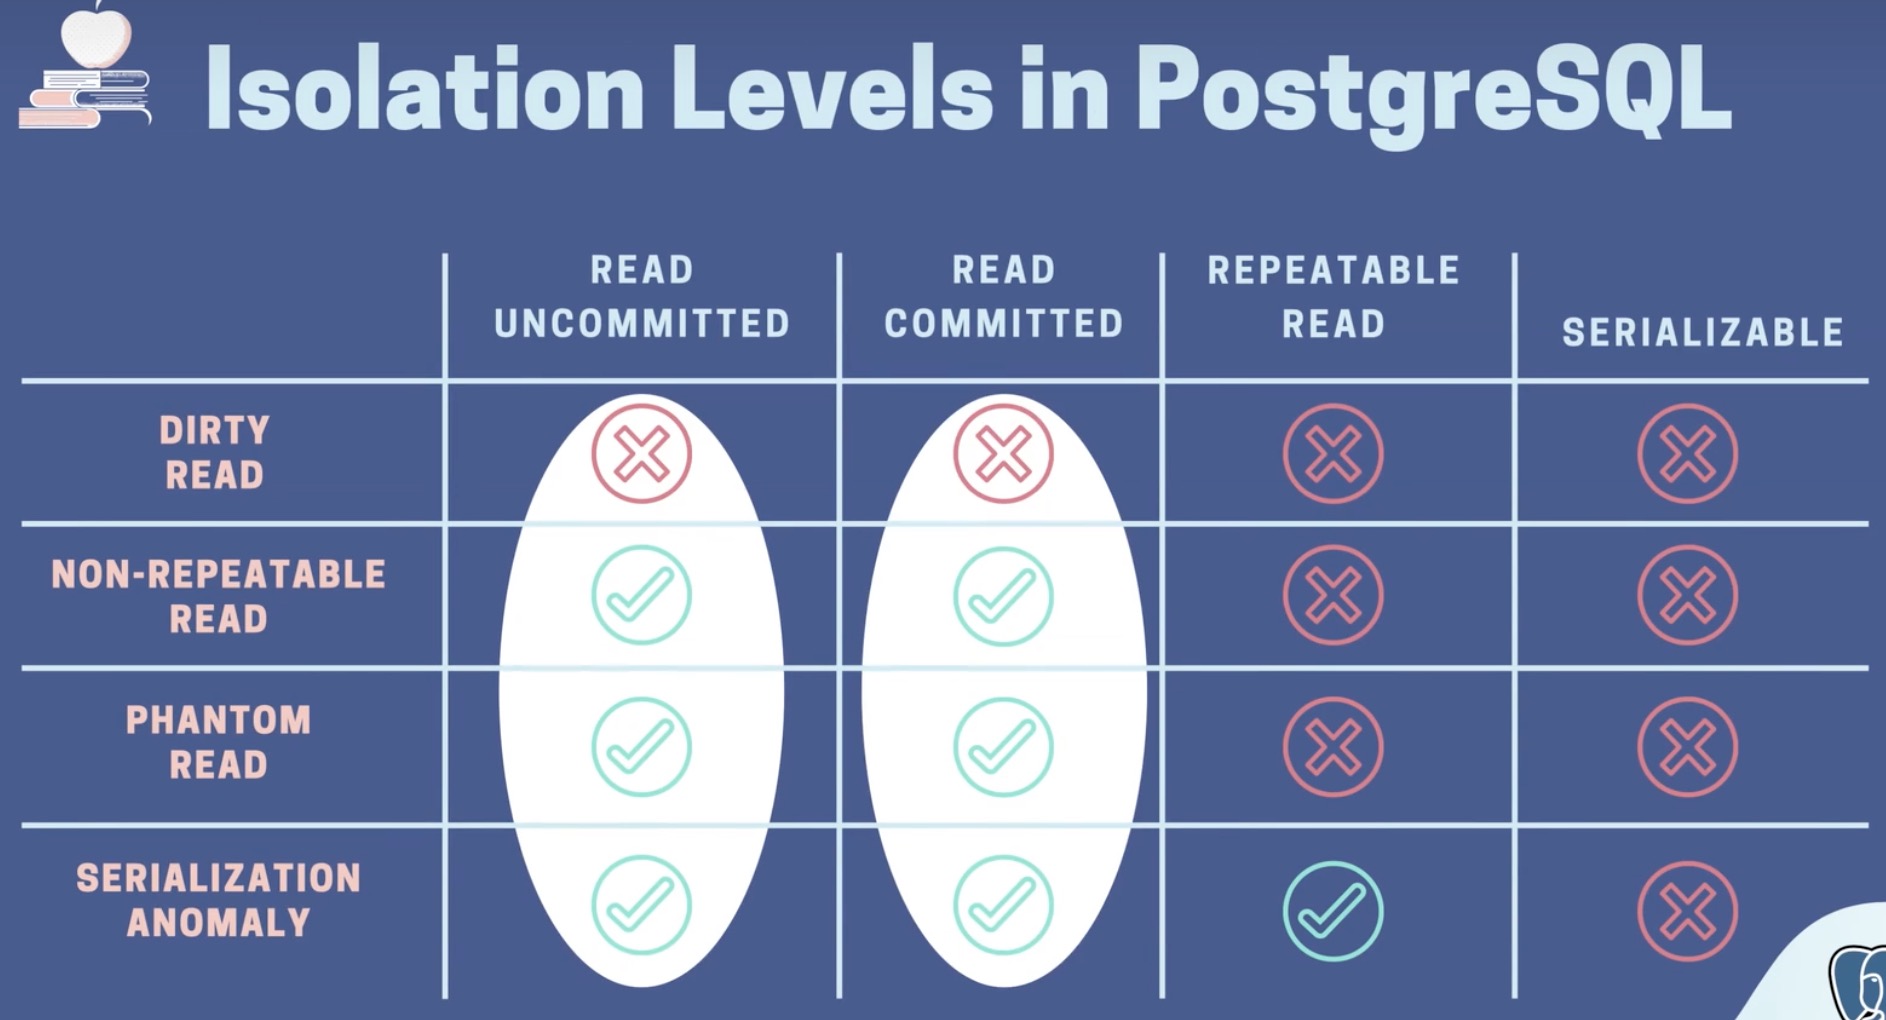 Isolation Levels in PostgreSQL
READ
UNCOMMITTED
READ
COMMITTED
REPEATABLE
READ
SERIALIZABLE
DIRTY
READ
NON-REPEATABLE
READ
PHANTOM
READ
SERIALIZATION
ANOMALY